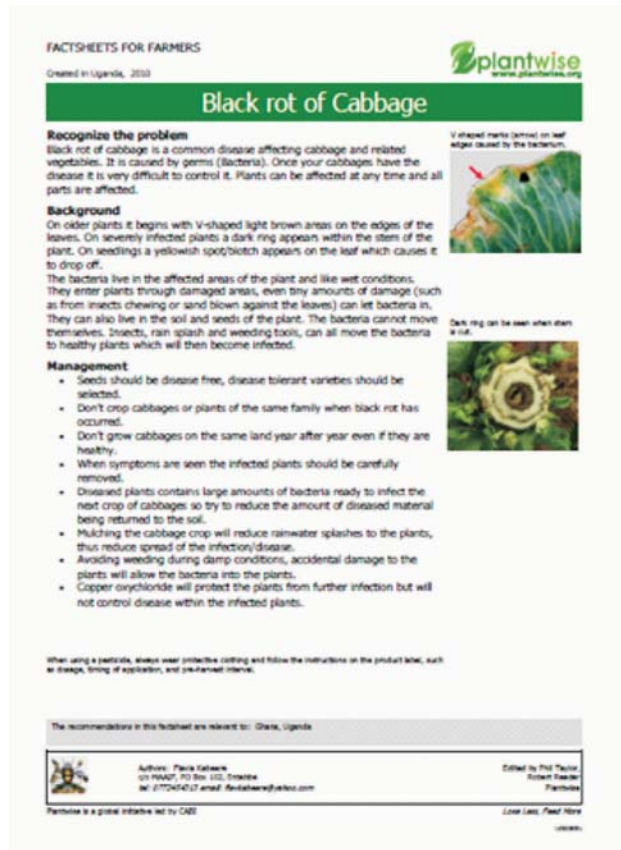 FACTSHEETS FOR FARMERS
Created in Uganda, 2010
plantwise
www.plantwise.org
Black rot of Cabbage
Recognize the problem
Black rot of cabbage is a common disease affecting cabbage and related
vegetables. It is caused by germs (Bacteria). Once your cabbages have the
disease it is very difficult to control it. Plants can be affected at any time and all
parts are affected.
Background
On older plants it begins with V-shaped light brown areas on the edges of the
leaves. On severely infected plants a dark ring appears within the stem of the
plant. On seedlings a yellowish spot/blotch appears on the leaf which causes it
to drop off.
The bacteria live in the affected areas of the plant and like wet conditions.
They enter plants through damaged areas, even tiny amounts of damage (such
as from insects chewing or sand blown against the leaves) can let bacteria in.
They can also live in the soil and seeds of the plant. The bacteria cannot move
themselves. Insects, rain splash and weeding tools, can all move the bacteria
to healthy plants which will then become infected.
Management
• Seeds should be disease free, disease tolerant varieties should be
selected.
• Don't crop cabbages or plants of the same family when black rot has
occurred.
• Don't grow cabbages on the same land year after year even if they are
healthy.
• When symptoms are seen the infected plants should be carefully
removed.
• Diseased plants contains large amounts of bacteria ready to infect the
next crop of cabbages so try to reduce the amount of diseased material
being returned to the soil.
• Mulching the cabbage crop will reduce rainwater splashes to the plants,
thus reduce spread of the infection/disease.
• Avoiding weeding during damp conditions, accidental damage to the
plants will allow the bacteria into the plants.
• Copper oxychloride will protect the plants from further infection but will
not control disease within the infected plants.
V shaped marks (arrow) on leaf
edges caused by the bacterium.
Dark ring can be seen when stem
is cut.
When using a pesticide, always wear protective clothing and follow the instructions on the product label, such
as dosage, timing of application, and pre-harvest interval.
The recommendations in this factsheet are relevant to: Ghana, Uganda
Authors: Flavia Kabeere
c/o MAAIF, PO Box 102, Entebbe
tel: email:
Edited by Phil Taylor,
Robert Reeder
Plantwise
Plantwise is a global initiative led by CABI
Lose Less, Feed More